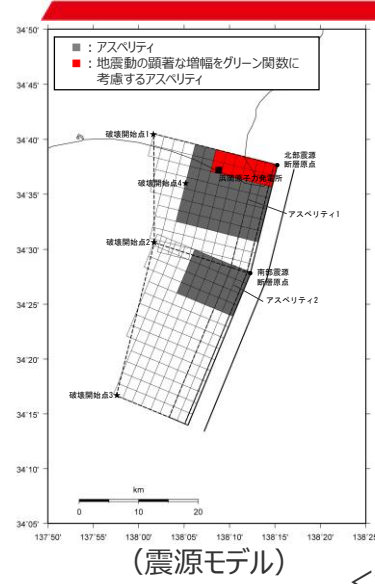 ■ : アスペリティ
■ : 地震動の顕著な増幅をグリーン関数に
考慮するアスペリティ
34˚50'
34˚45'
34˚40'
34˚35'
34˚30'
34˚25'
34˚20'
34˚15'
34˚10'
34˚05'
破壊開始点1★
北部震源
断層原点
浜岡原子力発電所
破壊開始点4★
アスペリティ1
破壊開始点2★
南部震源
断層原点
アスペリティ2
破壊開始点3★
km
0 10 20
137˚50' 137˚55' 138˚00' 138˚05' 138˚10' 138˚15' 138˚20' 138˚25'
(震源モデル)